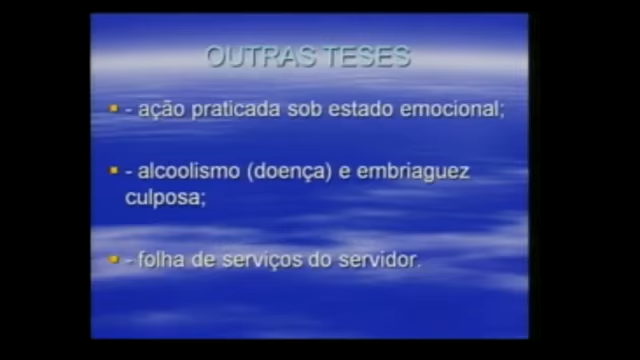 OUTRAS TESES
- ação praticada sob estado emocional;
- alcoolismo (doença) e embriaguez
culposa;
- folha de serviços do servidor.